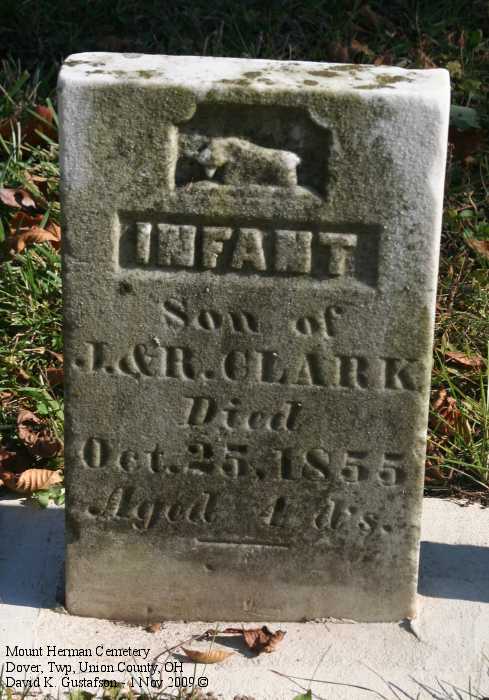 INFANT
Son of
J.&R.CLARK
Died
Oct.25,1855
Aged 4 d's.
Mount Herman Cemetery
Dover, Twp, Union County, OH
David K. Gustafson - 1 Nov 2009 ©